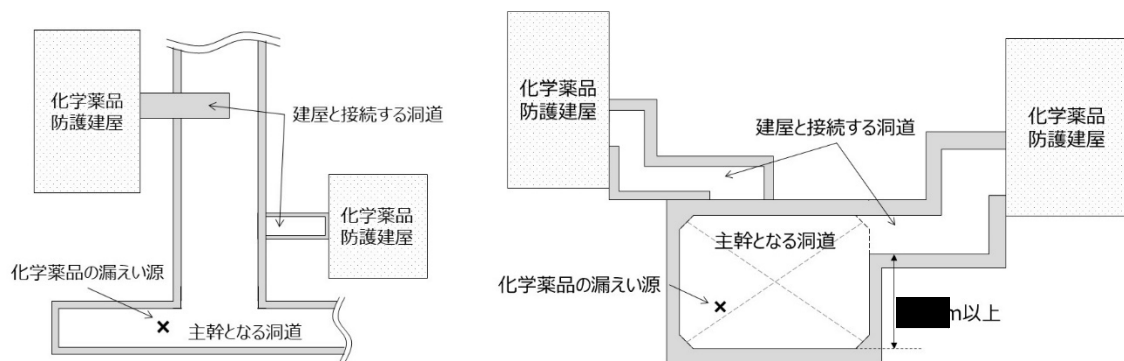 化学薬品
防護建屋
建屋と接続する洞道
化学薬品
防護建屋
化学薬品の漏えい源
主幹となる洞道
化学薬品
防護建屋
建屋と接続する洞道
化学薬品
防護建屋
主幹となる洞道
化学薬品の漏えい源
m以上